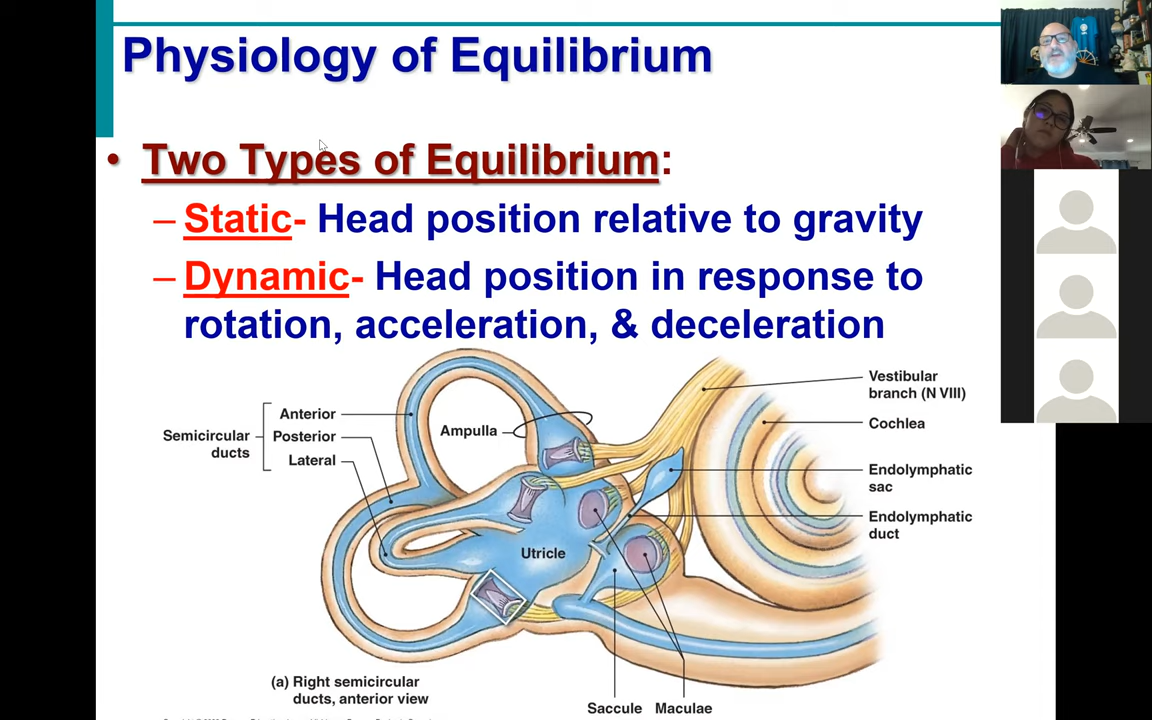 Physiology of Equilibrium
• Two Types of Equilibrium:
– Static- Head position relative to gravity
– Dynamic- Head position in response to
rotation, acceleration, & deceleration
Semicircular
ducts
Anterior
Posterior
Lateral
Ampulla
Utricle
Vestibular
branch (N VIII)
Cochlea
Endolymphatic
sac
Endolymphatic
duct
(a) Right semicircular
ducts, anterior view
Saccule
Maculae